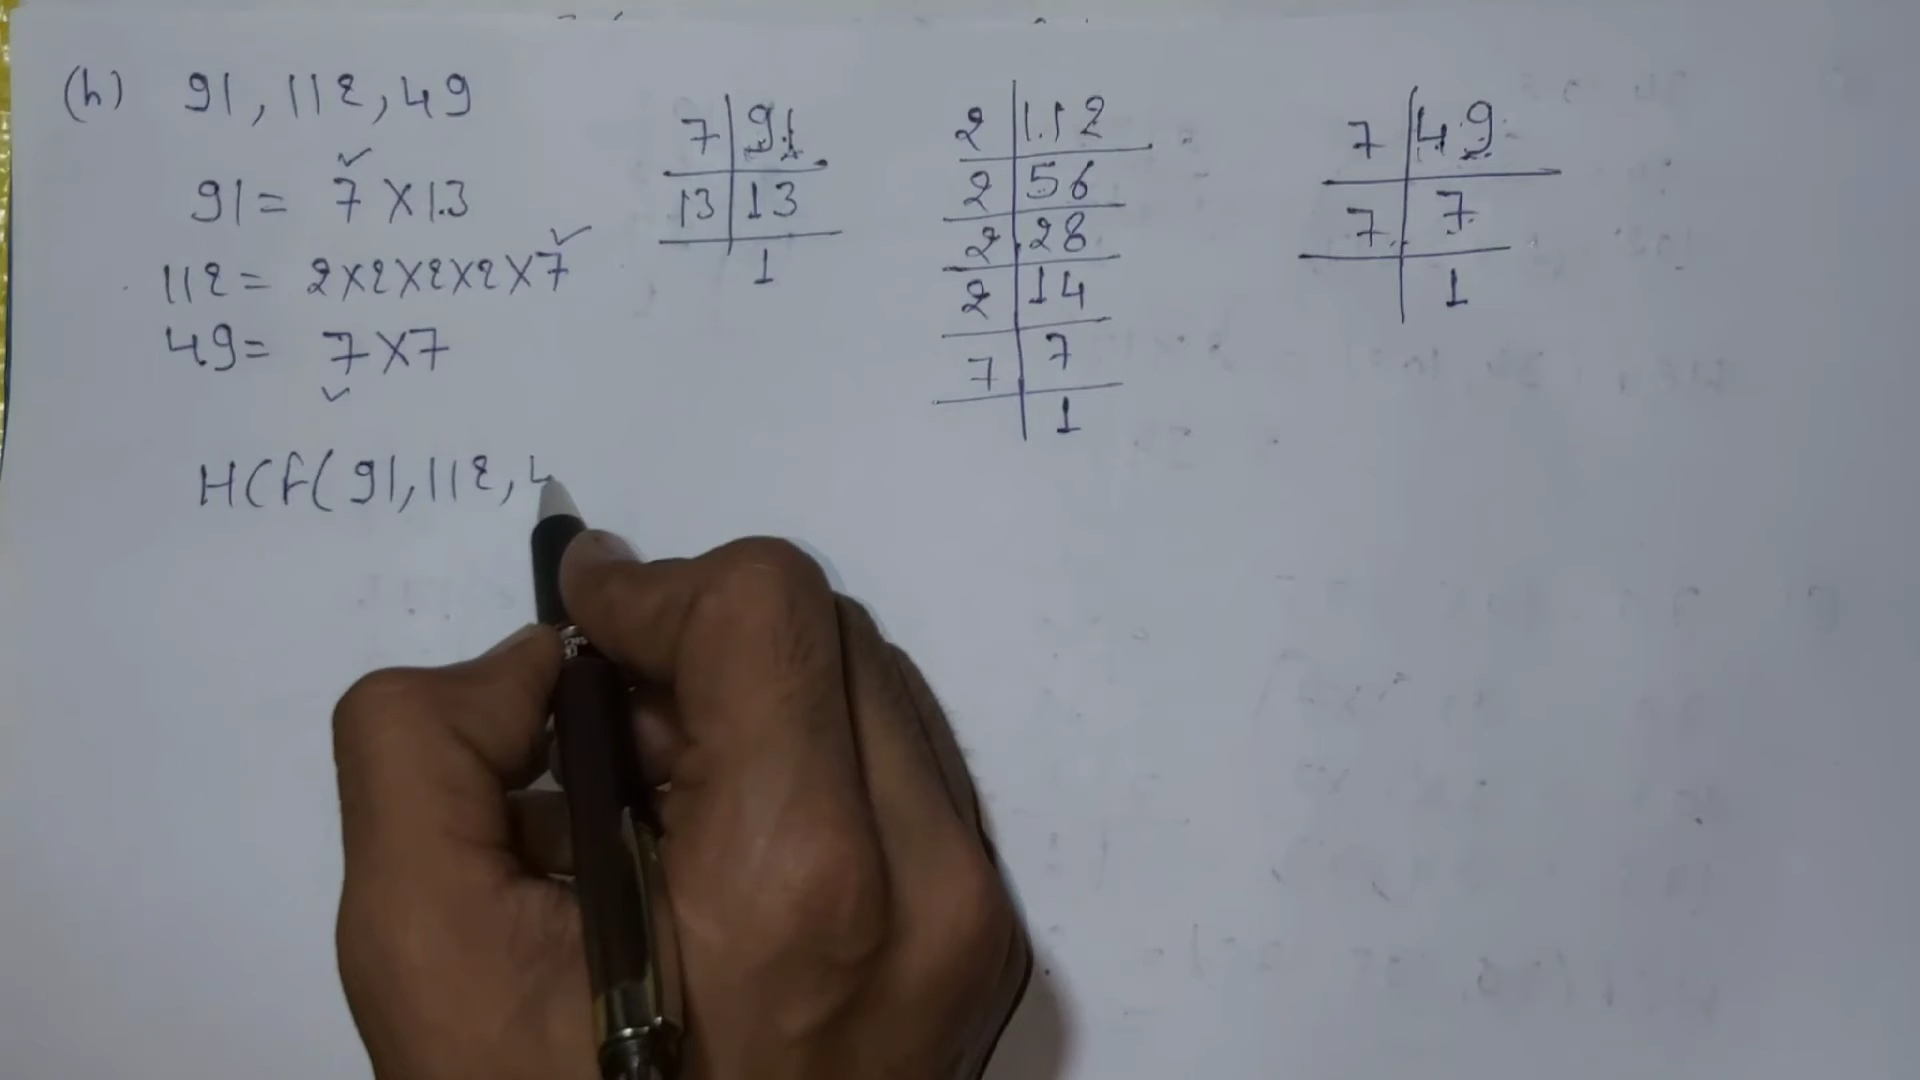 (h) 91, 112, 49
91 = 7 X 13
112 = 2 X 2 X 2 X 2 X 7
49 = 7 X 7
HCF(91, 112, 4
7 91
13 13
1
2 112
2 56
2 28
2 14
7 7
1
7 49
7 7
1